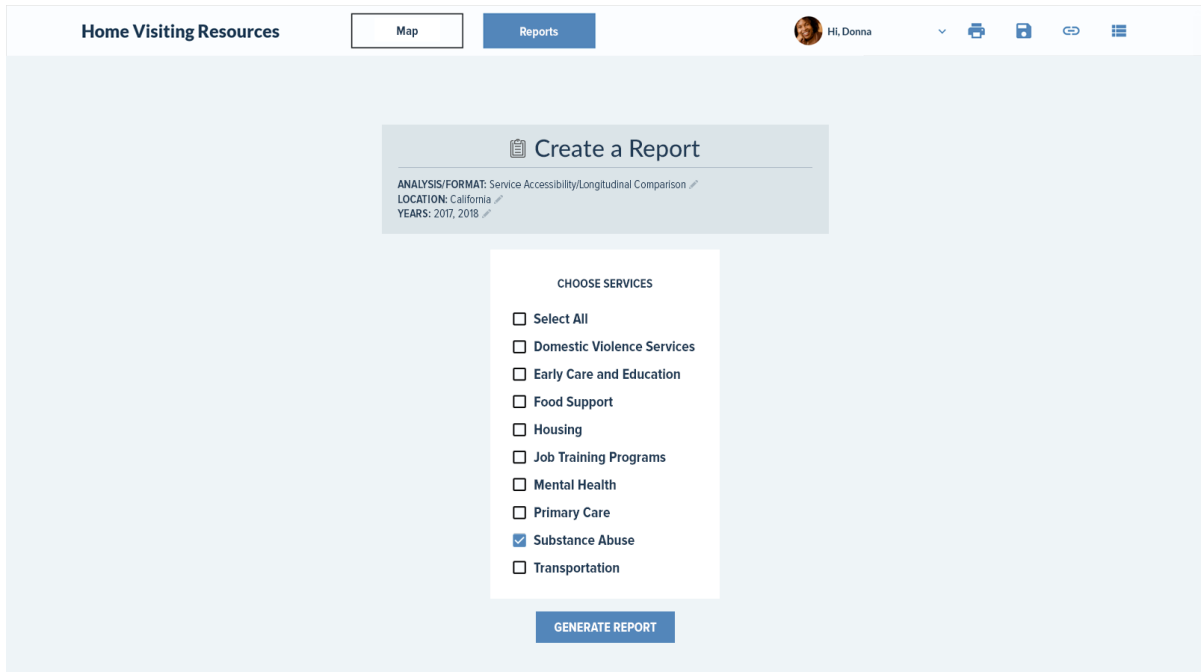 Home Visiting Resources
Map
Reports
Hi, Donna
Create a Report
ANALYSIS/FORMAT: Service Accessibility/Longitudinal Comparison
LOCATION: California
YEARS: 2017, 2018
CHOOSE SERVICES
Select All
Domestic Violence Services
Early Care and Education
Food Support
Housing
Job Training Programs
Mental Health
Primary Care
Substance Abuse
Transportation
GENERATE REPORT